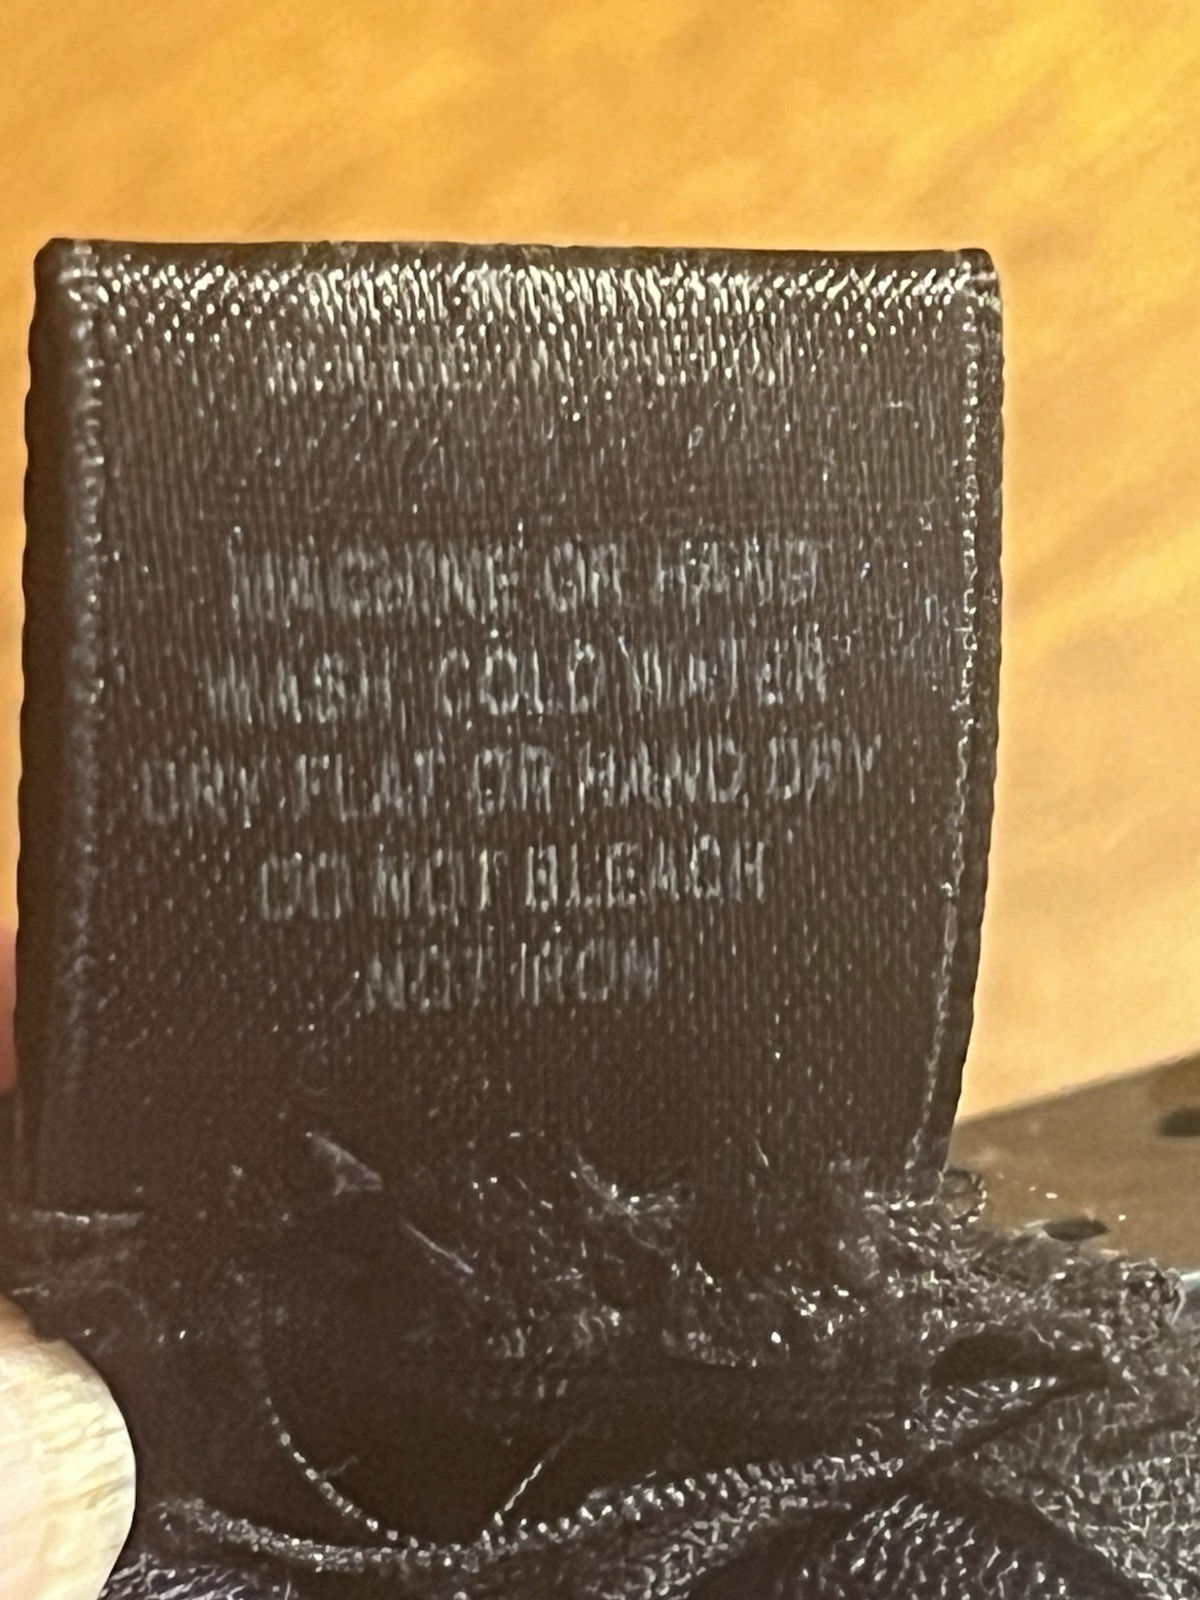 MACHINE OR HAND
WASH COLD WATER
DRY FLAT OR HAND DRY
DO NOT BLEACH
NOT IRON